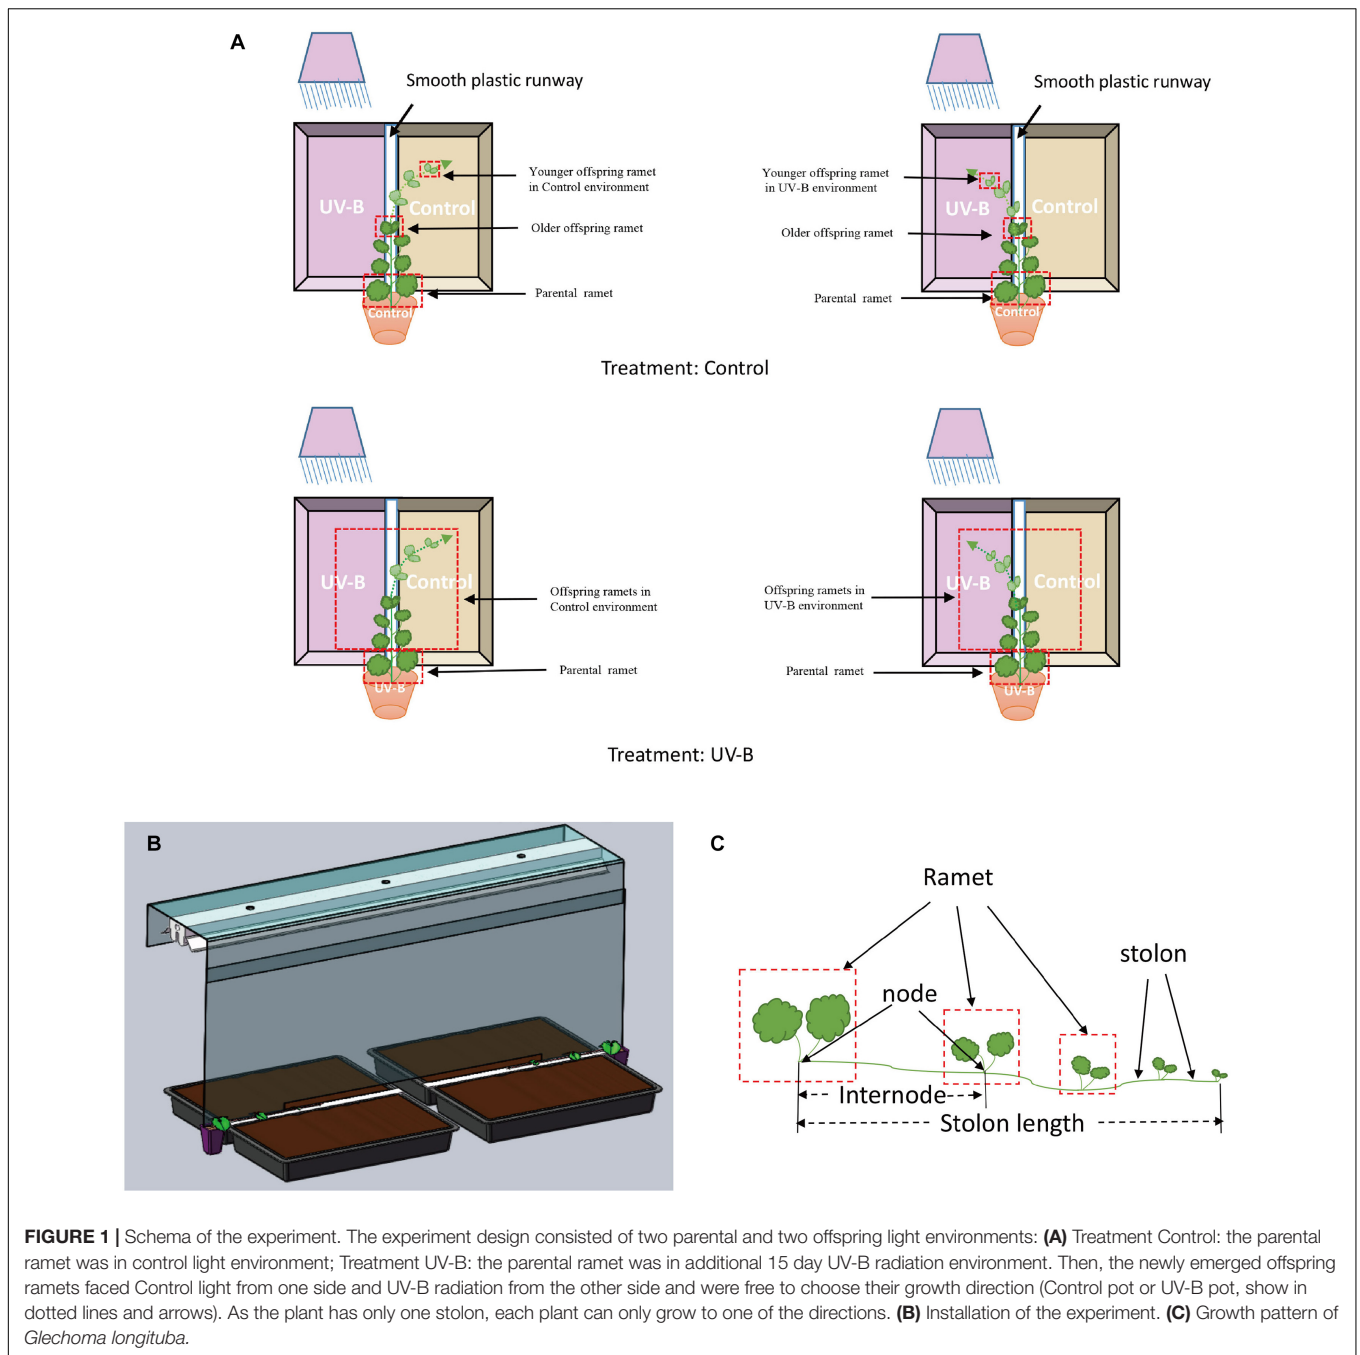 A
Smooth plastic runway
Smooth plastic runway
Younger offspring ramet
in Control environment
Younger offspring ramet
in UV-B environment
UV-B
Control
UV-B
Control
Older offspring ramet
Older offspring ramet
Parental ramet
Parental ramet
Control
Control
Treatment: Control
UV-B
Control
UV-B
Control
Offspring ramets in
Control environment
Offspring ramets in
UV-B environment
Parental ramet
Parental ramet
UV-B
UV-B
Treatment: UV-B
B
C
Ramet
stolon
node
Internode
Stolon length
FIGURE 1 | Schema of the experiment. The experiment design consisted of two parental and two offspring light environments: (A) Treatment Control: the parental
ramet was in control light environment; Treatment UV-B: the parental ramet was in additional 15 day UV-B radiation environment. Then, the newly emerged offspring
ramets faced Control light from one side and UV-B radiation from the other side and were free to choose their growth direction (Control pot or UV-B pot, show in
dotted lines and arrows). As the plant has only one stolon, each plant can only grow to one of the directions. (B) Installation of the experiment. (C) Growth pattern of
Glechoma longituba.